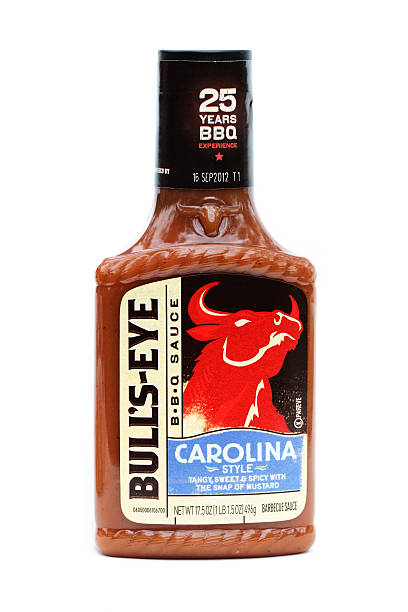 25
YEARS
BBQ
EXPERIENCE
BY
16 SEP2012 T1
BULL'S-EYE
B•B•Q SAUCE
K PAREVE
CAROLINA
STYLE
TANGY, SWEET & SPICY WITH
THE SNAP OF MUSTARD
NET WT 17.5 OZ (1 LB 1.5 OZ) 496g BARBECUE SAUCE